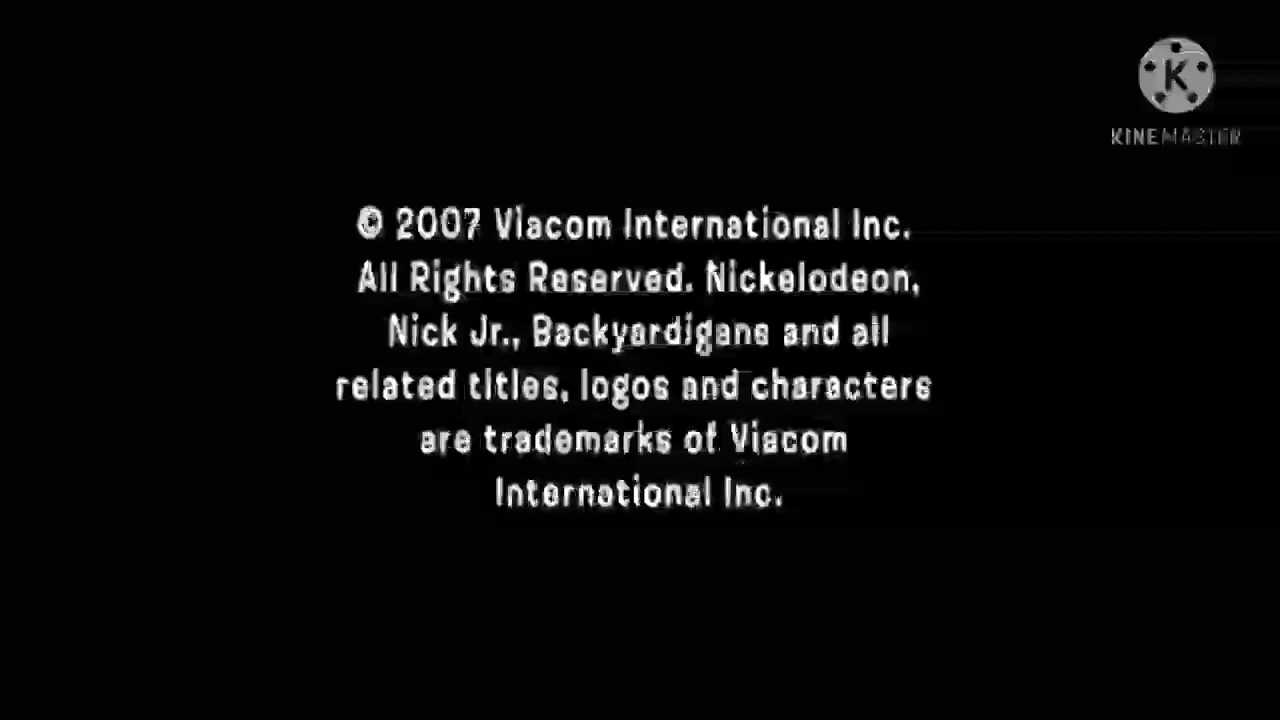 K
KINEMASTER
© 2007 Viacom International Inc.
All Rights Reserved. Nickelodeon,
Nick Jr., Backyardigans and all
related titles, logos and characters
are trademarks of Viacom
International Inc.